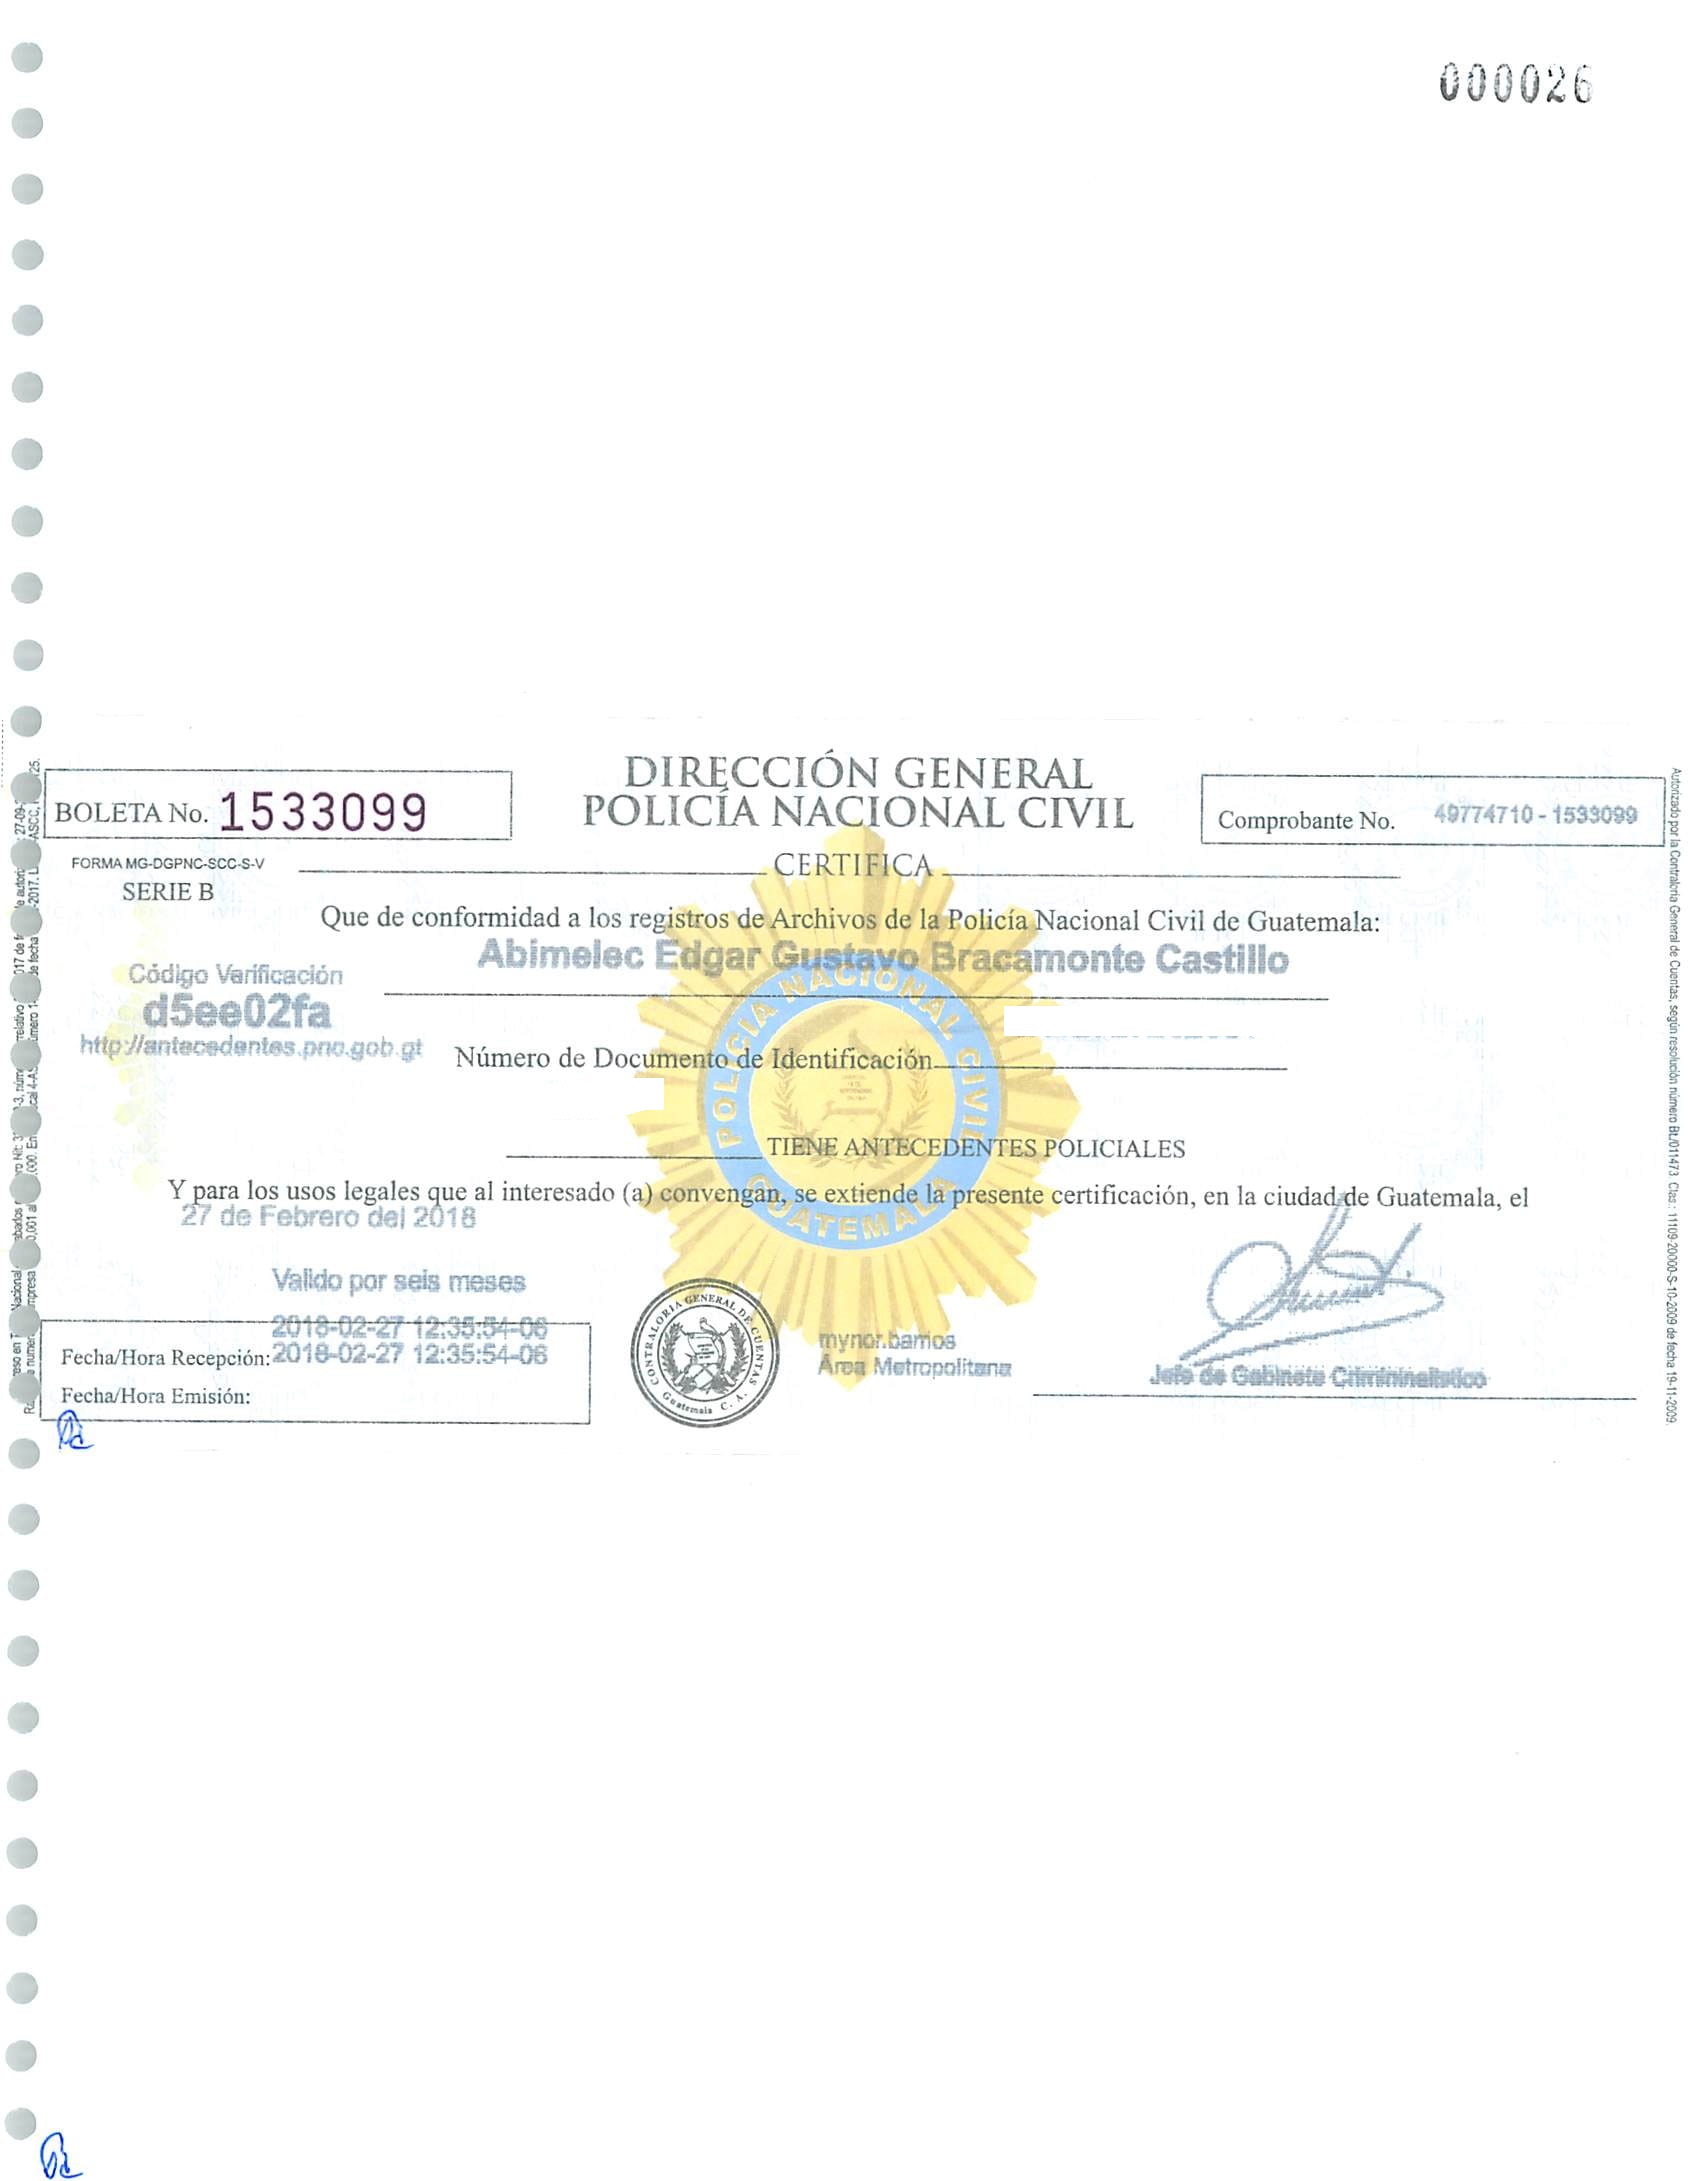 000026
DIRECCIÓN GENERAL
POLICÍA NACIONAL CIVIL
BOLETA No. 1533099
Comprobante No. 49774710 - 1533099
FORMA MG-DGPNC-SCC-S-V
CERTIFICA
SERIE B
Que de conformidad a los registros de Archivos de la Policía Nacional Civil de Guatemala:
Abimelec Edgar Gustavo Bracamonte Castillo
Código Verificación
d5ee02fa
http://antecedentes.pnc.gob.gt
Número de Documento de Identificación
POLICIA NACIONAL CIVIL
GUATEMALA
TIENE ANTECEDENTES POLICIALES
Y para los usos legales que al interesado (a) convengan, se extiende la presente certificación, en la ciudad de Guatemala, el
27 de Febrero del 2018
Valido por seis meses
2018-02-27 12:35:54-06
Fecha/Hora Recepción: 2018-02-27 12:35:54-06
Fecha/Hora Emisión:
CONTRALORIA GENERAL DE CUENTAS
Guatemala C. A.
mynor.barrios
Área Metropolitana
Jefe de Gabinete Criminalistico
Autorizado por la Contraloría General de Cuentas, según resolución número Bt./011473 Clas.: 11109-20000-S-10-2009 de fecha 19-11-2009.